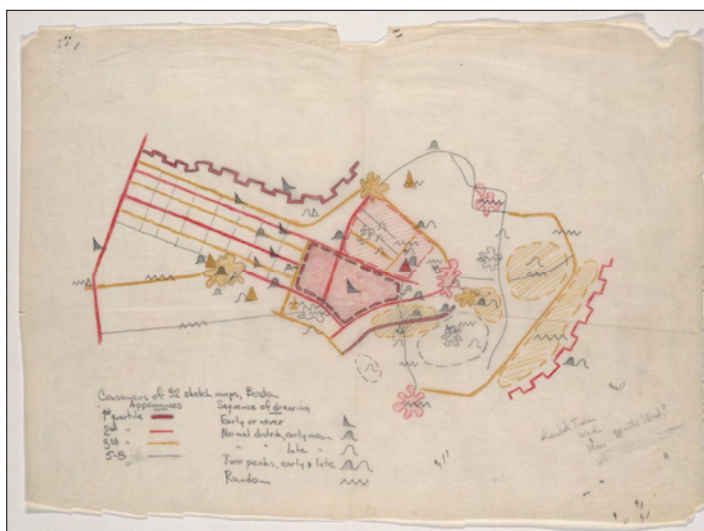 Consensus of 32 sketch maps, Boston
Appearances
1st quartile
2nd "
3rd "
5-8
Sequence of drawing
Early or never
Normal distrib., early mean
" " late "
Two peaks, early & late
Random